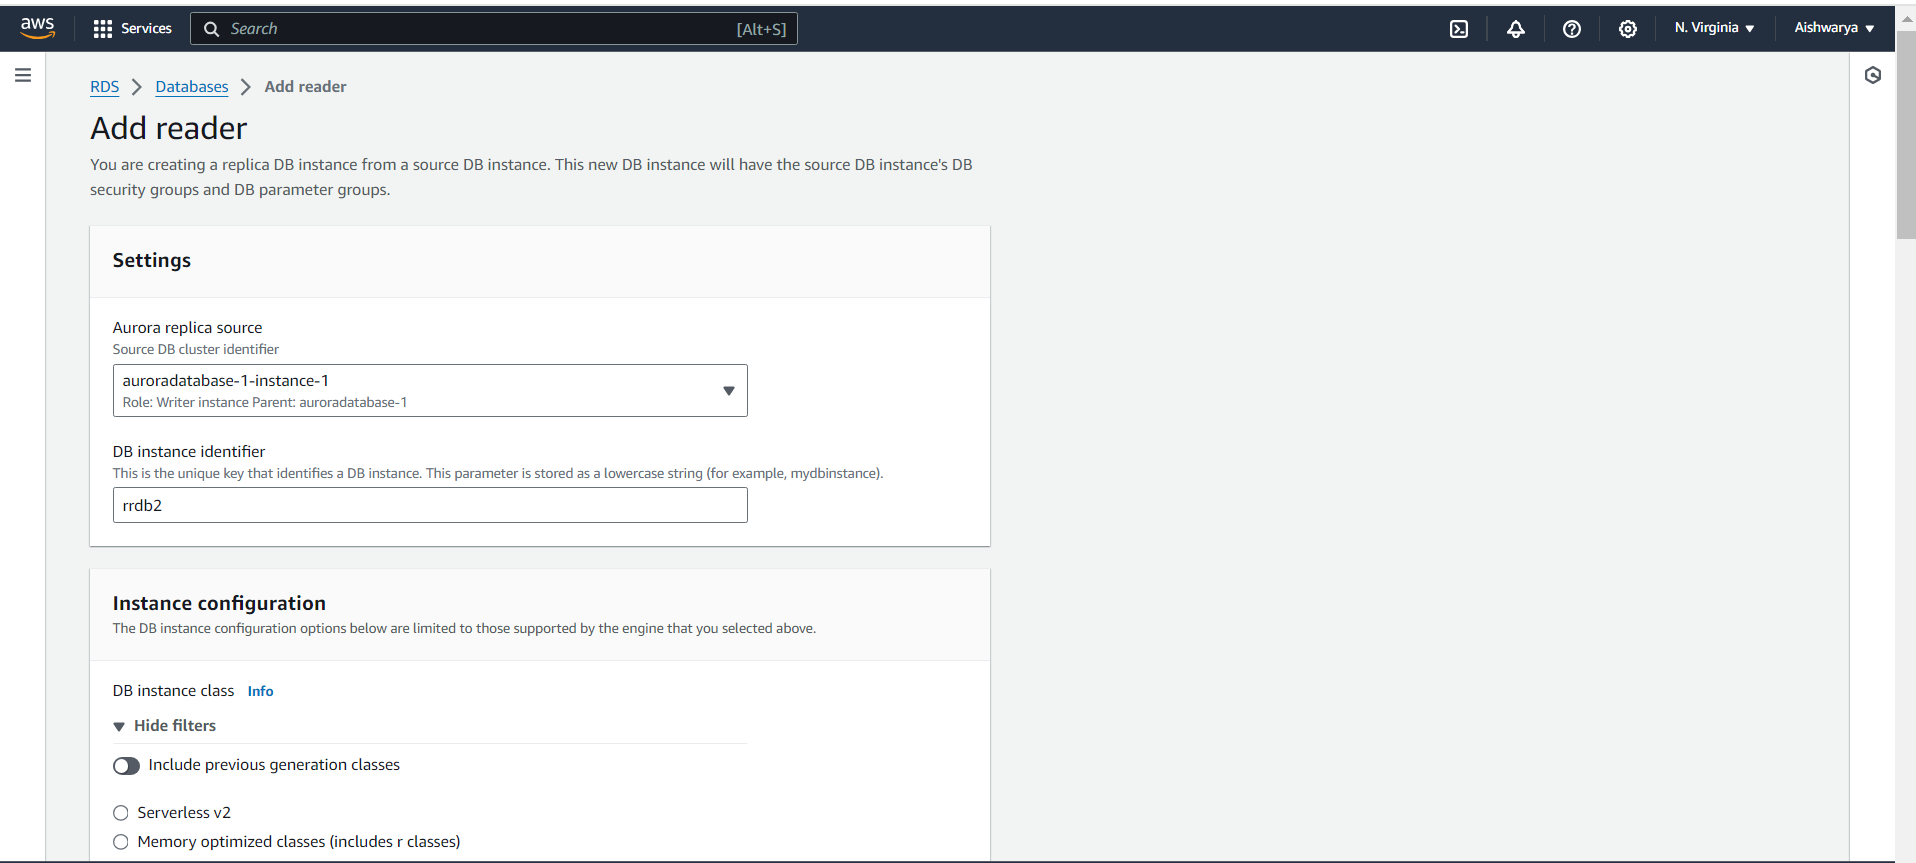 aws Services Search [Alt+S] N. Virginia Aishwarya
RDS Databases Add reader
Add reader
You are creating a replica DB instance from a source DB instance. This new DB instance will have the source DB instance's DB
security groups and DB parameter groups.
Settings
Aurora replica source
Source DB cluster identifier
auroradatabase-1-instance-1
Role: Writer instance Parent: auroradatabase-1
DB instance identifier
This is the unique key that identifies a DB instance. This parameter is stored as a lowercase string (for example, mydbinstance).
rrdb2
Instance configuration
The DB instance configuration options below are limited to those supported by the engine that you selected above.
DB instance class Info
Hide filters
Include previous generation classes
Serverless v2
Memory optimized classes (includes r classes)